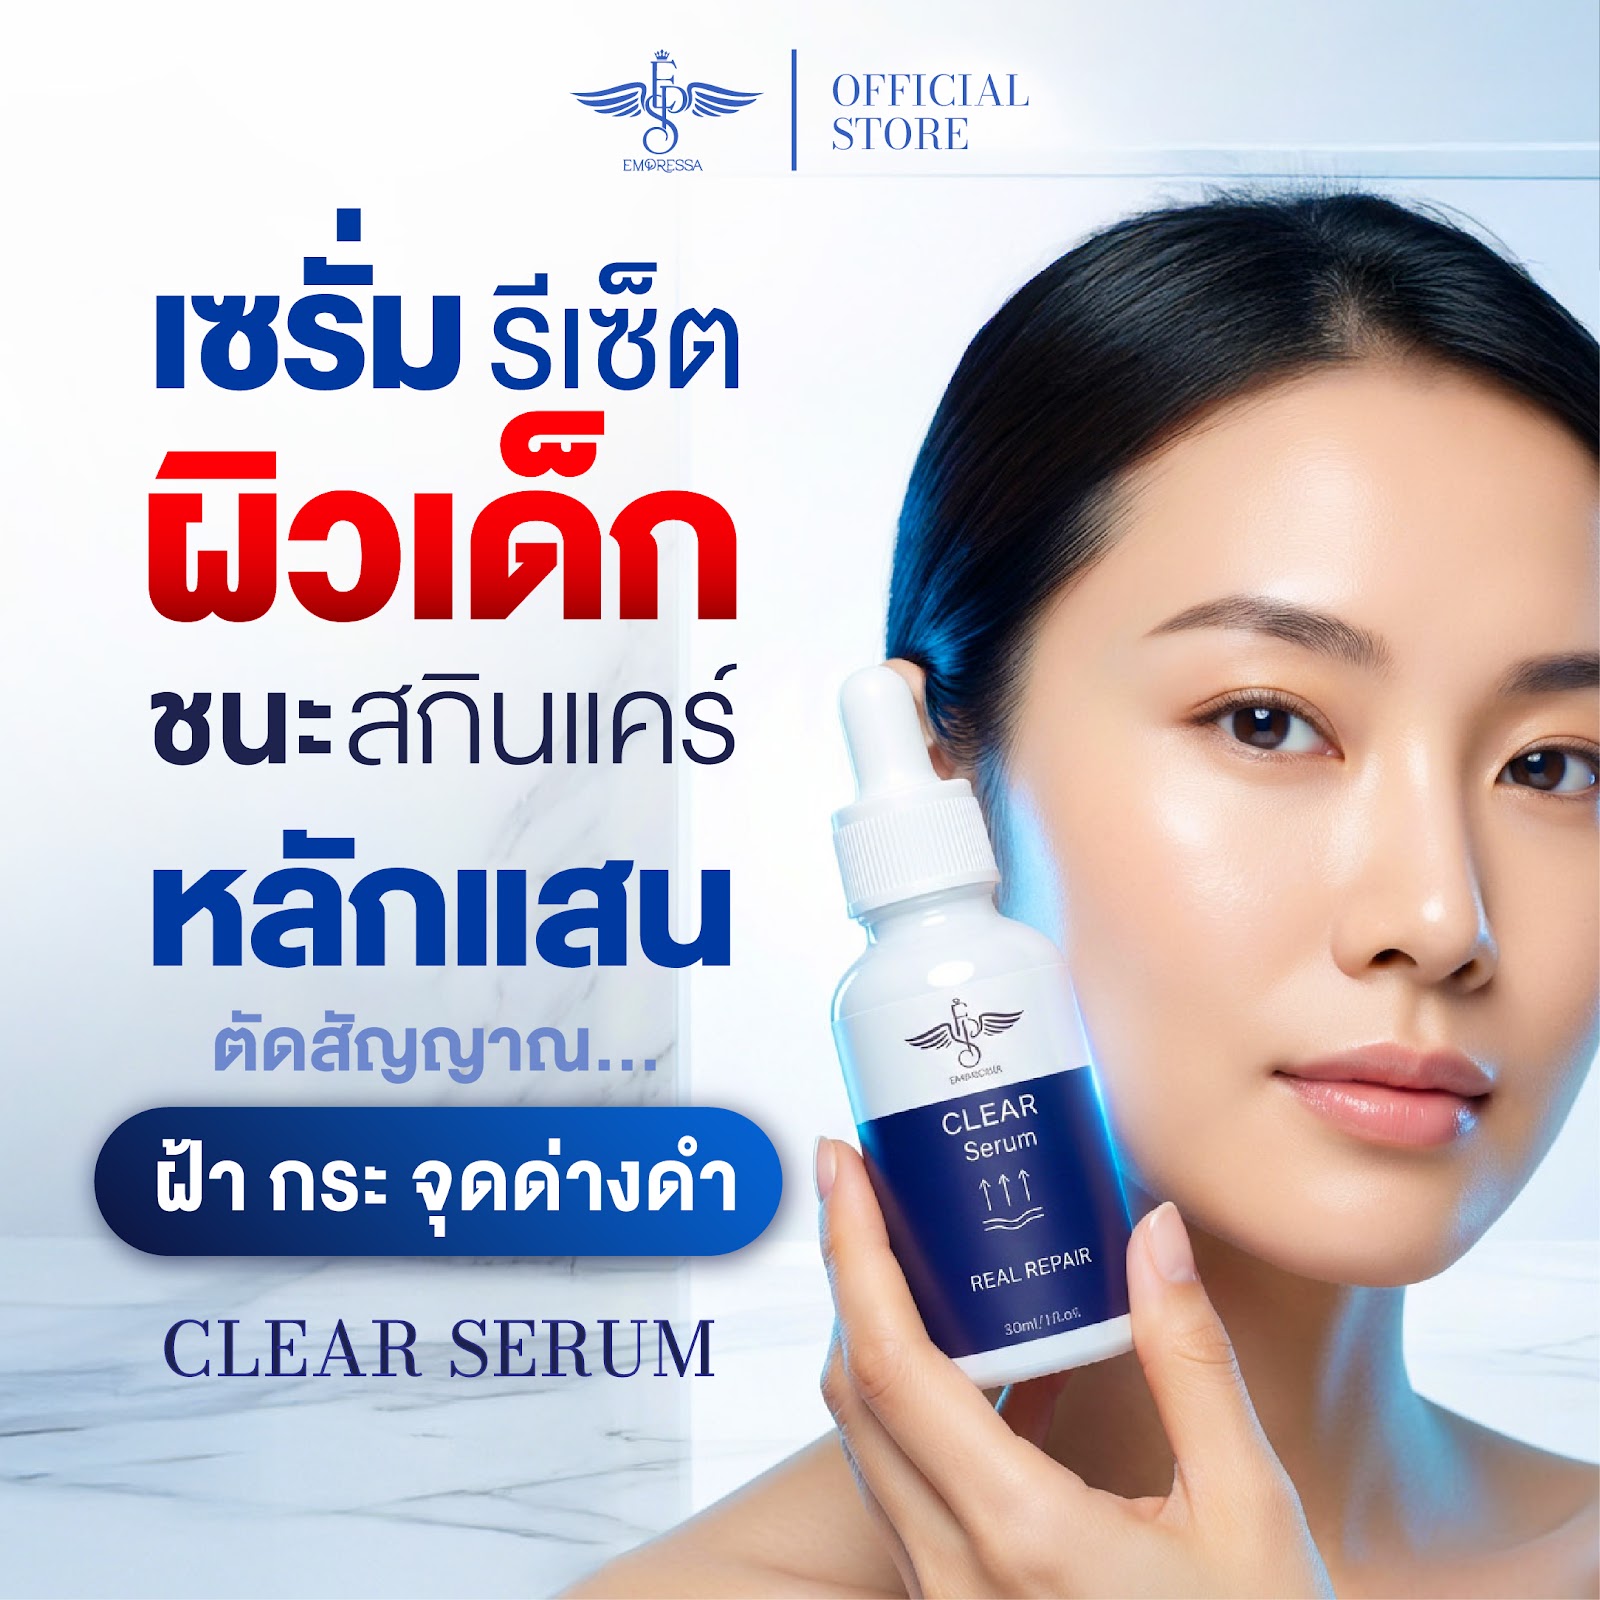 EMPRESSA
OFFICIAL
STORE
เซรั่ม รีเซ็ต
ผิวเด็ก
ชนะสกินแคร์
หลักแสน
ตัดสัญญาณ...
ฝ้า กระ จุดด่างดำ
CLEAR SERUM
CLEAR
Serum
REAL REPAIR
30ml/1fl.oz